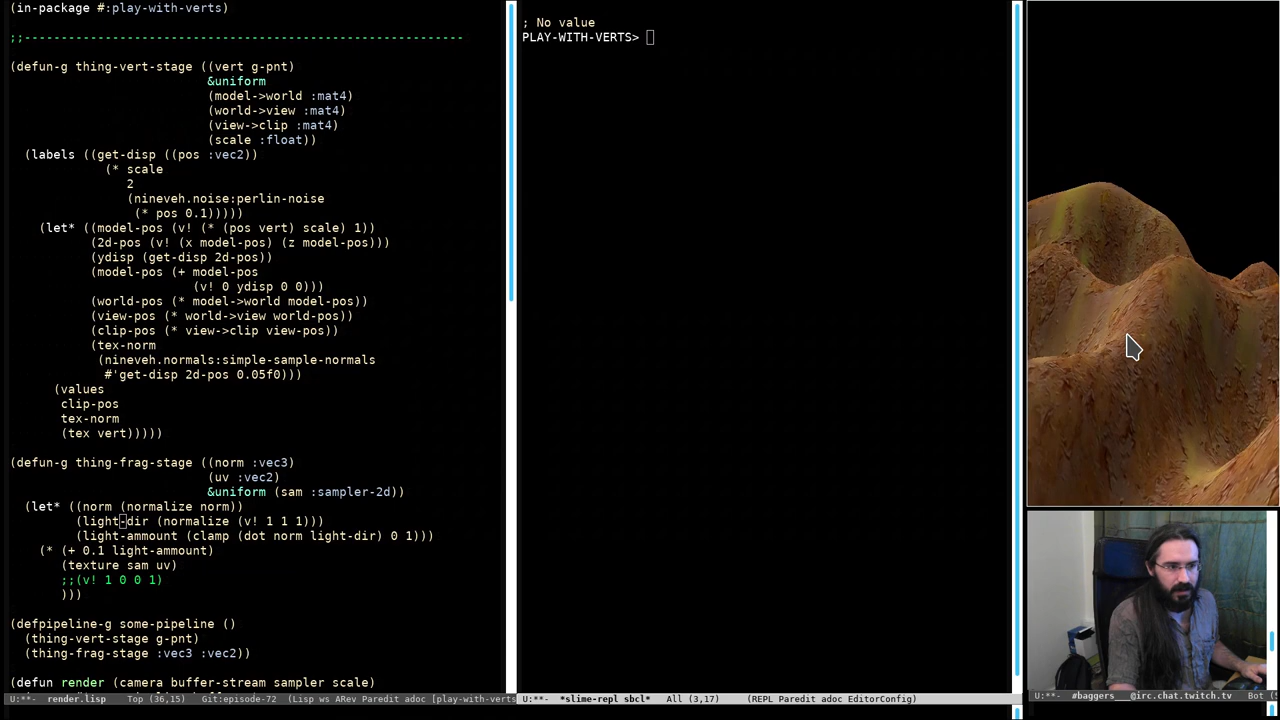 (in-package #:play-with-verts)
;;------------------------------------------------------------
(defun-g thing-vert-stage ((vert g-pnt)
&uniform
(model->world :mat4)
(world->view :mat4)
(view->clip :mat4)
(scale :float))
(labels ((get-disp ((pos :vec2))
(* scale
2
(nineveh.noise:perlin-noise
(* pos 0.1)))))
(let* ((model-pos (v! (* (pos vert) scale) 1))
(2d-pos (v! (x model-pos) (z model-pos)))
(ydisp (get-disp 2d-pos))
(model-pos (+ model-pos
(v! 0 ydisp 0 0)))
(world-pos (* model->world model-pos))
(view-pos (* world->view world-pos))
(clip-pos (* view->clip view-pos))
(tex-norm
(nineveh.normals:simple-sample-normals
#'get-disp 2d-pos 0.05f0)))
(values
clip-pos
tex-norm
(tex vert)))))
(defun-g thing-frag-stage ((norm :vec3)
(uv :vec2)
&uniform (sam :sampler-2d))
(let* ((norm (normalize norm))
(light-dir (normalize (v! 1 1 1)))
(light-ammount (clamp (dot norm light-dir) 0 1)))
(* (+ 0.1 light-ammount)
(texture sam uv)
;;(v! 1 0 0 1)
)))
(defpipeline-g some-pipeline ()
(thing-vert-stage g-pnt)
(thing-frag-stage :vec3 :vec2))
(defun render (camera buffer-stream sampler scale)
U:**- render.lisp Top (36,15) Git:episode-72 (Lisp ws ARev Paredit adoc [play-with-verts
; No value
PLAY-WITH-VERTS>
U:**- *slime-repl sbcl* All (3,17) (REPL Paredit adoc EditorConfig)
U:**- #baggers___@irc.chat.twitch.tv Bot